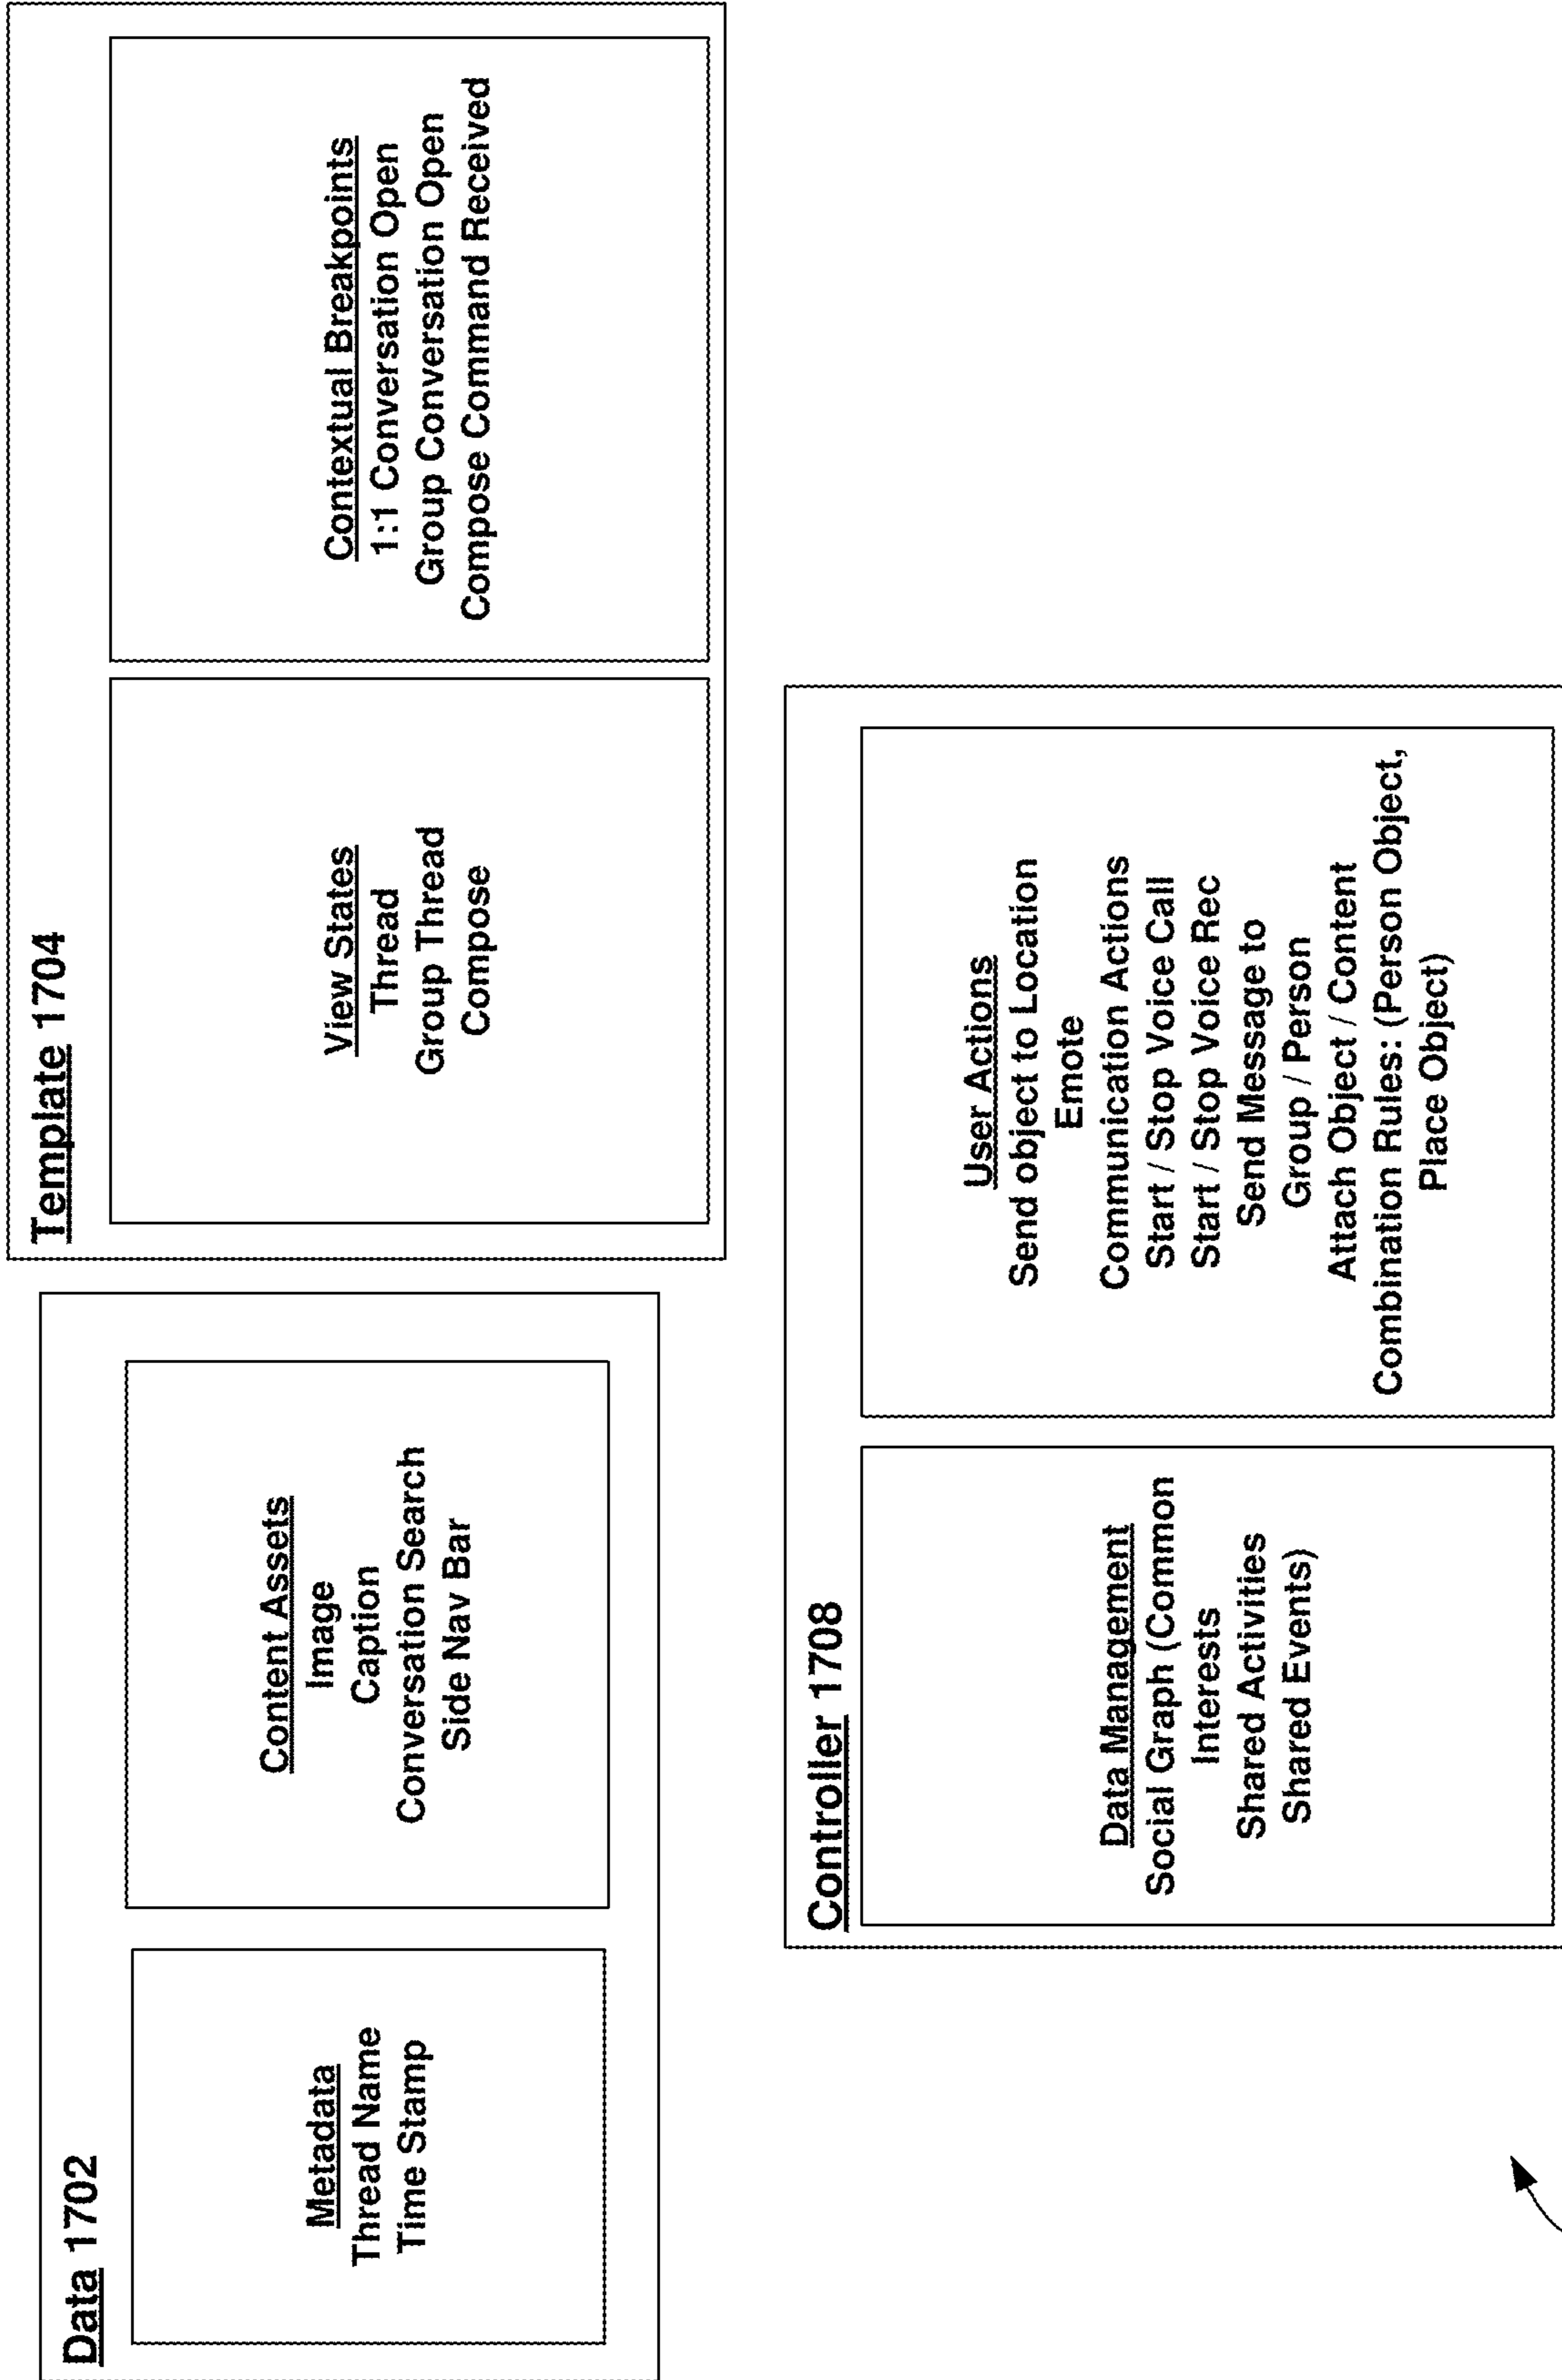 Data 1702
Metadata
Thread Name
Time Stamp
Content Assets
Image
Caption
Conversation Search
Side Nav Bar
Template 1704
View States
Thread
Group Thread
Compose
Contextual Breakpoints
1:1 Conversation Open
Group Conversation Open
Compose Command Received
Controller 1708
Data Management
Social Graph (Common
Interests
Shared Activities
Shared Events)
User Actions
Send object to Location
Emote
Communication Actions
Start / Stop Voice Call
Start / Stop Voice Rec
Send Message to
Group / Person
Attach Object / Content
Combination Rules: (Person Object,
Place Object)